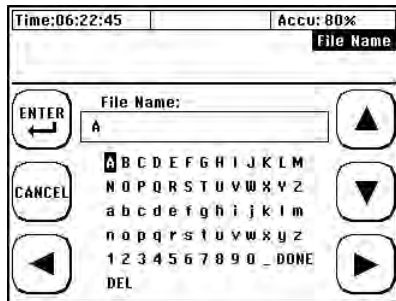 Time:06:22:45 Accu: 80%
File Name
ENTER
File Name:
A
A B C D E F G H I J K L M
N O P Q R S T U V W X Y Z
CANCEL
a b c d e f g h i j k l m
n o p q r s t u v w x y z
1 2 3 4 5 6 7 8 9 0 _ DONE
DEL